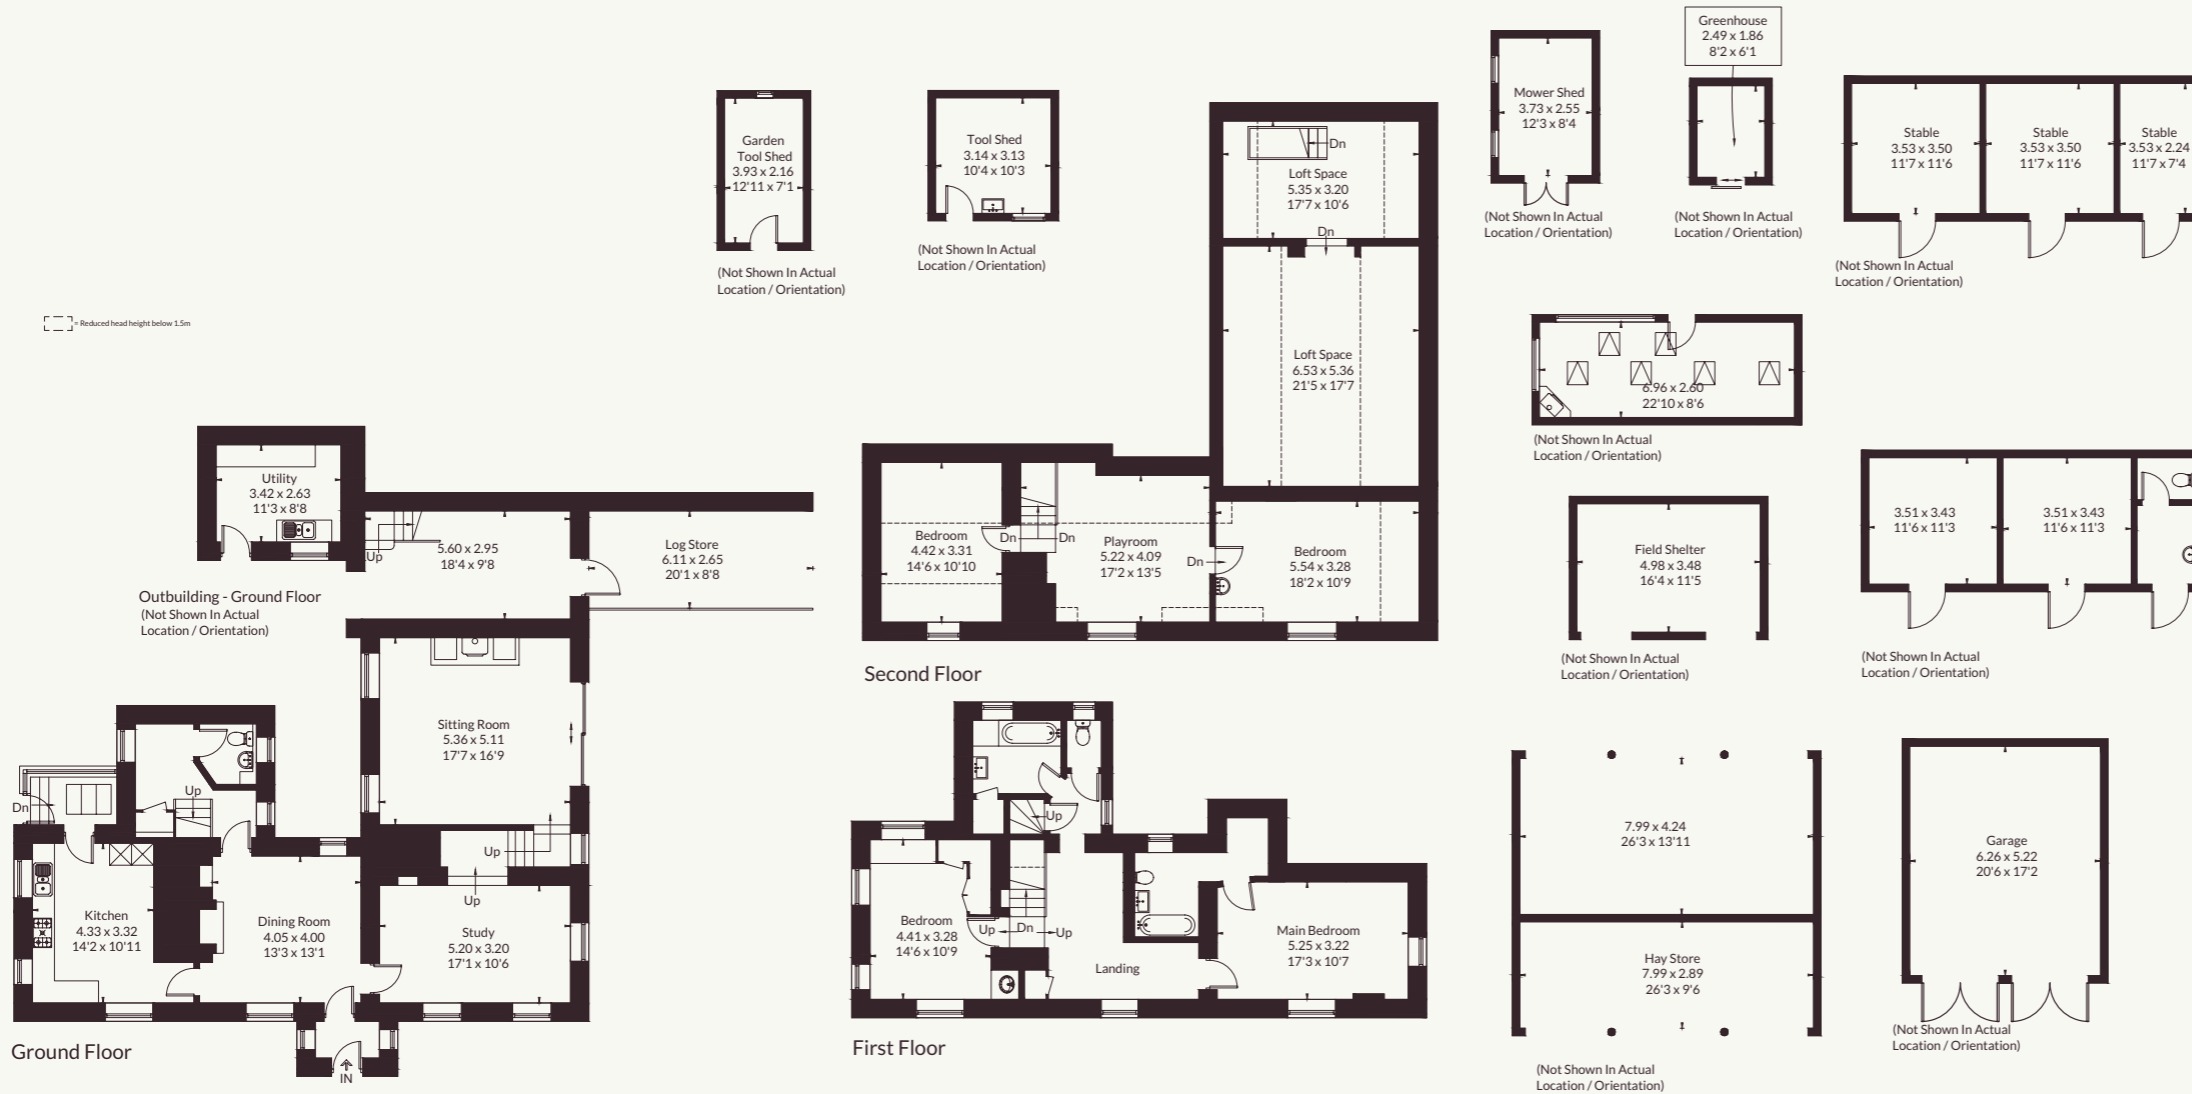 Greenhouse
2.49 x 1.86
8'2 x 6'1
Mower Shed
3.73 x 2.55
12'3 x 8'4
(Not Shown In Actual
Location / Orientation)
(Not Shown In Actual
Location / Orientation)
Stable
3.53 x 3.50
11'7 x 11'6
Stable
3.53 x 3.50
11'7 x 11'6
Stable
3.53 x 2.24
11'7 x 7'4
(Not Shown In Actual
Location / Orientation)
Garden
Tool Shed
3.93 x 2.16
12'11 x 7'1
(Not Shown In Actual
Location / Orientation)
Tool Shed
3.14 x 3.13
10'4 x 10'3
(Not Shown In Actual
Location / Orientation)
= Reduced head height below 1.5m
Dn
Loft Space
5.35 x 3.20
17'7 x 10'6
Dn
Loft Space
6.53 x 5.36
21'5 x 17'7
Bedroom
4.42 x 3.31
14'6 x 10'10
Dn
Dn
Playroom
5.22 x 4.09
17'2 x 13'5
Dn
Bedroom
5.54 x 3.28
18'2 x 10'9
Second Floor
6.96 x 2.60
22'10 x 8'6
(Not Shown In Actual
Location / Orientation)
Utility
3.42 x 2.63
11'3 x 8'8
Up
5.60 x 2.95
18'4 x 9'8
Log Store
6.11 x 2.65
20'1 x 8'8
Outbuilding - Ground Floor
(Not Shown In Actual
Location / Orientation)
Field Shelter
4.98 x 3.48
16'4 x 11'5
(Not Shown In Actual
Location / Orientation)
3.51 x 3.43
11'6 x 11'3
3.51 x 3.43
11'6 x 11'3
(Not Shown In Actual
Location / Orientation)
Sitting Room
5.36 x 5.11
17'7 x 16'9
Up
Dn
Up
Up
Kitchen
4.33 x 3.32
14'2 x 10'11
Dining Room
4.05 x 4.00
13'3 x 13'1
Study
5.20 x 3.20
17'1 x 10'6
IN
Ground Floor
Up
Bedroom
4.41 x 3.28
14'6 x 10'9
Up
Dn
Up
Landing
Main Bedroom
5.25 x 3.22
17'3 x 10'7
First Floor
7.99 x 4.24
26'3 x 13'11
Hay Store
7.99 x 2.89
26'3 x 9'6
(Not Shown In Actual
Location / Orientation)
Garage
6.26 x 5.22
20'6 x 17'2
(Not Shown In Actual
Location / Orientation)